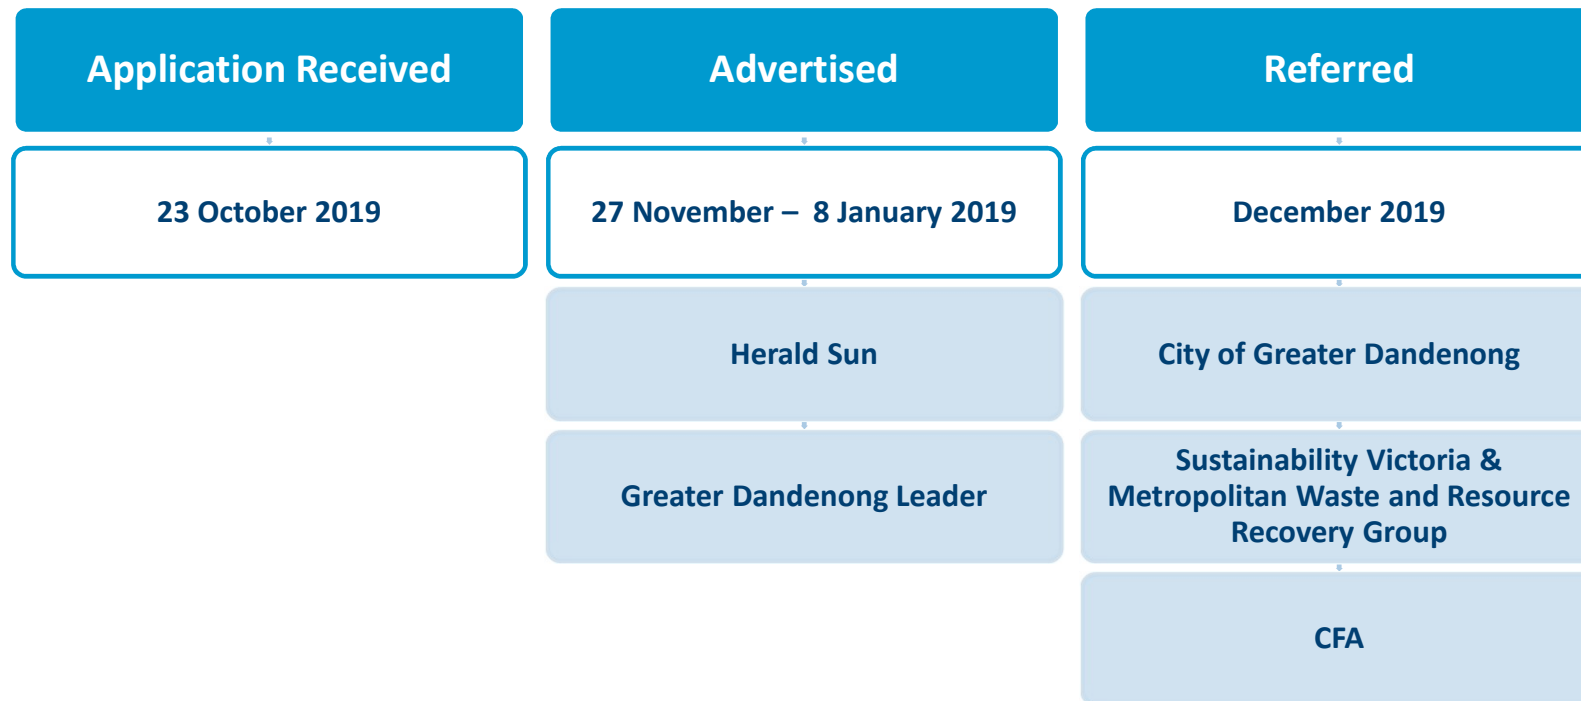 Application Received
23 October 2019
Advertised
27 November –  8 January 2019
Herald Sun
Greater Dandenong Leader
Referred
December 2019
City of Greater Dandenong
Sustainability Victoria &
Metropolitan Waste and Resource
Recovery Group
CFA